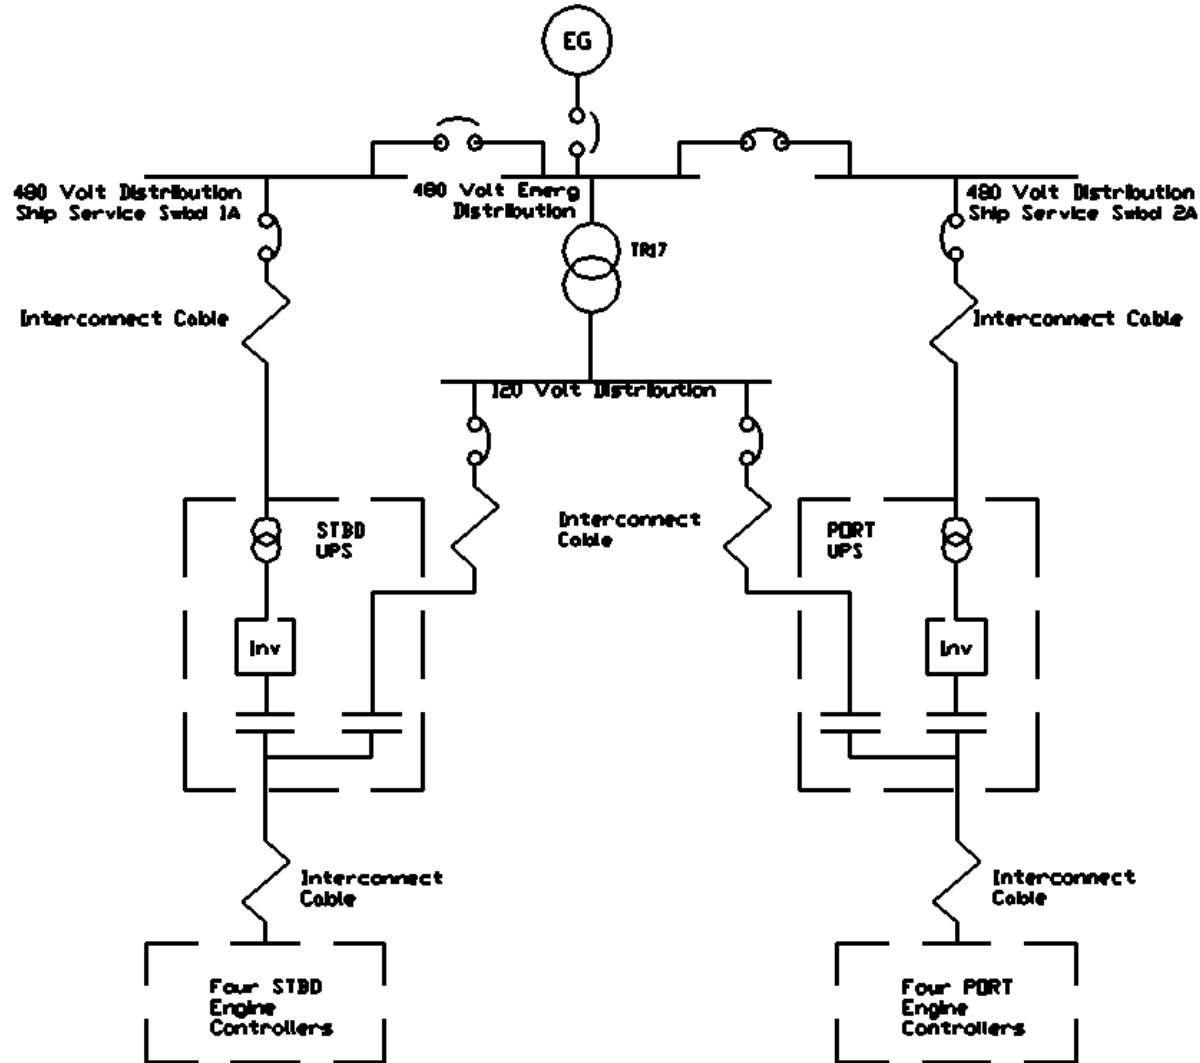 EG
480 Volt Distribution
Ship Service Swbd 1A
480 Volt Emerg
Distribution
480 Volt Distribution
Ship Service Swbd 2A
TR17
Interconnect Cable
Interconnect Cable
120 Volt Distribution
STBD
UPS
Interconnect
Cable
PORT
UPS
Inv
Inv
Interconnect
Cable
Interconnect
Cable
Four STBD
Engine
Controllers
Four PORT
Engine
Controllers